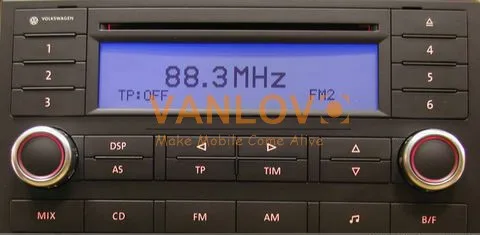 VOLKSWAGEN
1
2
3
88.3MHz
TP:OFF FM2
4
5
6
VANLOVO
Make Mobile Come Alive
DSP
AS TP TIM
MIX CD FM AM B/F